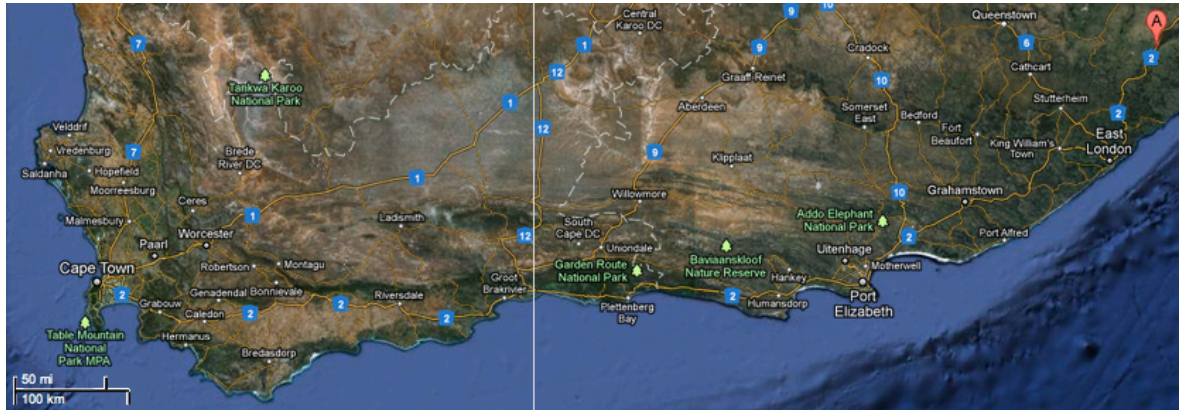 Central
Karoo DC
Queenstown
10
A
9
7
1
6
2
Cradock
9
12
Cathcart
Tankwa Karoo
National Park
Graaff-Reinet
10
1
Aberdeen
Stutterheim
Somerset
East
Bedford
2
Velddrif
12
Fort
Beaufort
East
London
Vredenburg
7
Brede
River DC
9
Klipplaat
King William's
Town
Saldanha
Hopefield
Moorreesburg
1
Willowmore
10
Grahamstown
Ceres
1
Ladismith
Malmesbury
South
Cape DC
Addo Elephant
National Park
Worcester
12
Uniondale
2
Port Alfred
Paarl
Baviaanskloof
Nature Reserve
Uitenhage
Cape Town
Robertson
Montagu
Garden Route
National Park
Motherwell
Groot
Brakrivier
Hankey
Genadendal
Bonnievale
2
Grabouw
2
Riversdale
2
Humansdorp
Port
Elizabeth
Caledon
2
2
Plettenberg
Bay
Table Mountain
National
Park MPA
Hermanus
Bredasdorp
50 mi
100 km